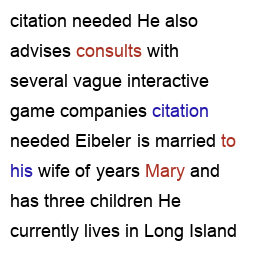 citation needed He also
advises consults with
several vague interactive
game companies citation
needed Eibeler is married to
his wife of years Mary and
has three children He
currently lives in Long Island